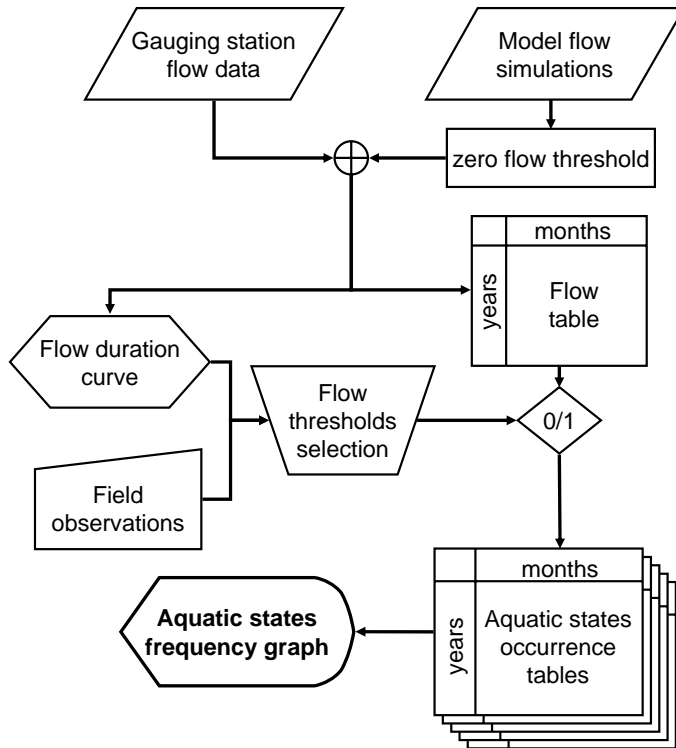 Gauging station
flow data
Model flow
simulations
zero flow threshold
months
years
Flow
table
Flow duration
curve
Flow
thresholds
selection
0/1
Field
observations
months
years
Aquatic states
occurrence
tables
Aquatic states
frequency graph